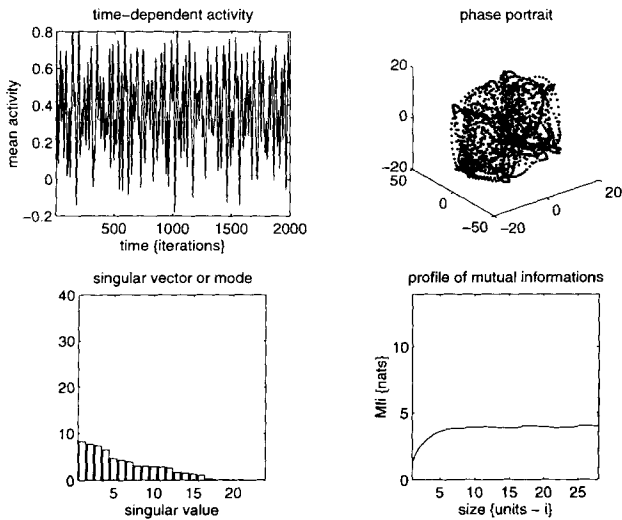 time-dependent activity
0.8
0.6
0.4
0.2
0
-0.2
mean activity
500 1000 1500 2000
time {iterations}
phase portrait
20
0
-20
50
0
-50
-20
0
20
singular vector or mode
40
30
20
10
0
5 10 15 20
singular value
profile of mutual informations
10
5
0
Mfi {nats}
5 10 15 20 25
size {units - i}